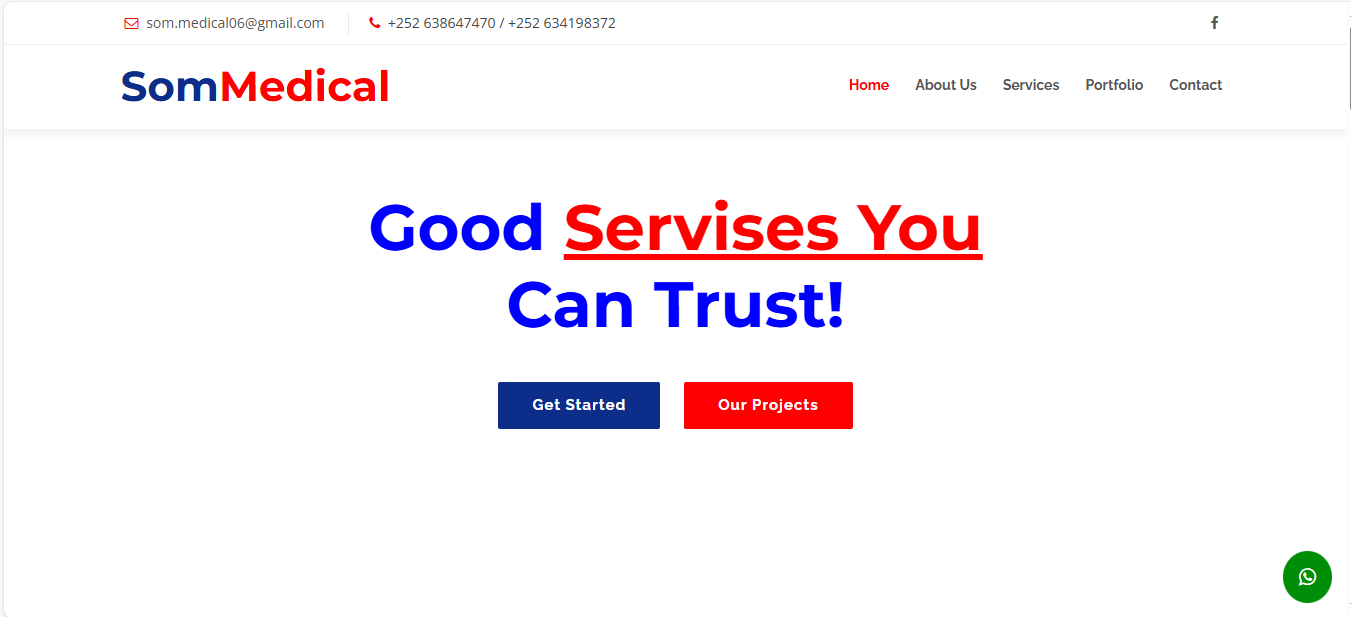 som.medical06@gmail.com +252 638647470 / +252 634198372
SomMedical
Home About Us Services Portfolio Contact
Good Servises You
Can Trust!
Get Started Our Projects